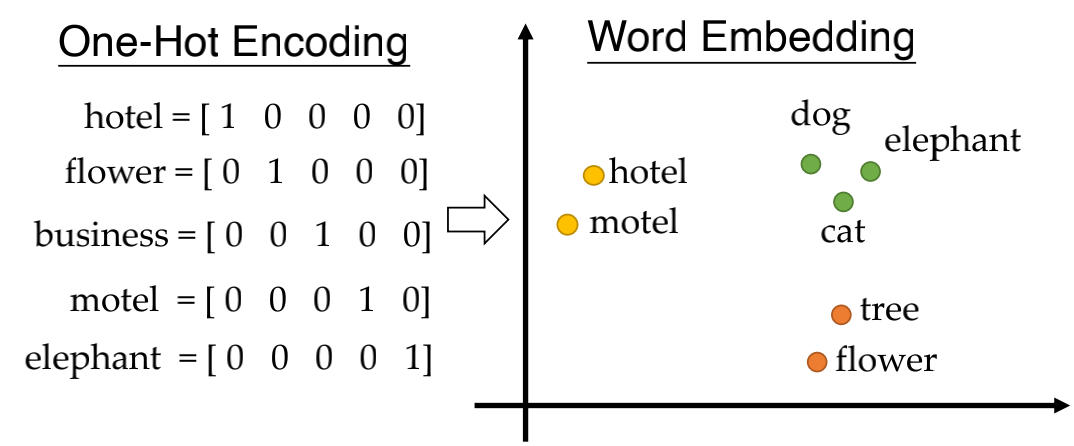 One-Hot Encoding
hotel = [ 1 0 0 0 0]
flower = [ 0 1 0 0 0]
business = [ 0 0 1 0 0]
motel = [ 0 0 0 1 0]
elephant = [ 0 0 0 0 1]
Word Embedding
dog
elephant
hotel
motel
cat
tree
flower